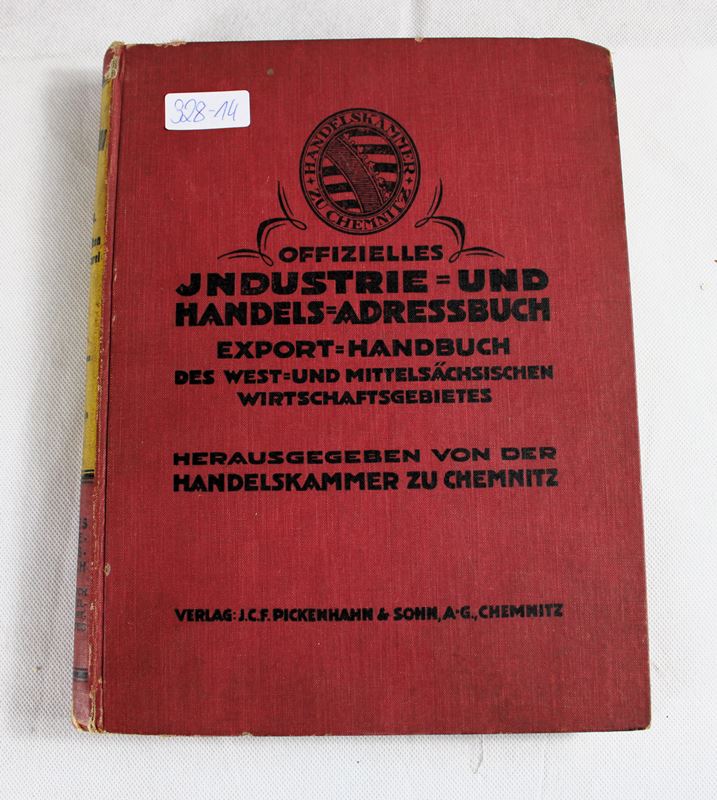 328-14
HANDELSKAMMER
ZU CHEMNITZ
OFFIZIELLES
JNDUSTRIE=UND
HANDELS=ADRESSBUCH
EXPORT=HANDBUCH
DES WEST=UND MITTELSÄCHSISCHEN
WIRTSCHAFTSGEBIETES
HERAUSGEGEBEN VON DER
HANDELSKAMMER ZU CHEMNITZ
VERLAG: J.C.F. PICKENHAHN & SOHN, A.-G., CHEMNITZ